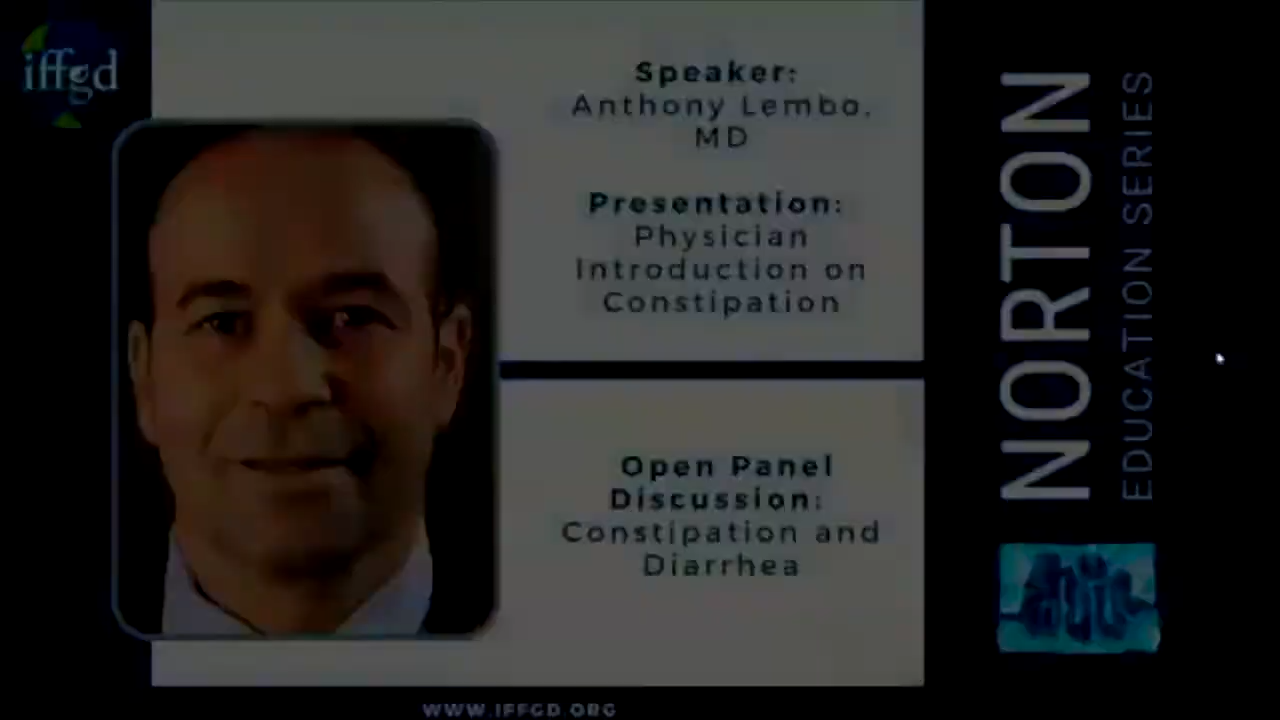 iffgd
Speaker:
Anthony Lembo,
MD
Presentation:
Physician
Introduction on
Constipation
Open Panel
Discussion:
Constipation and
Diarrhea
NORTON
EDUCATION SERIES
WWW.IFFGD.ORG